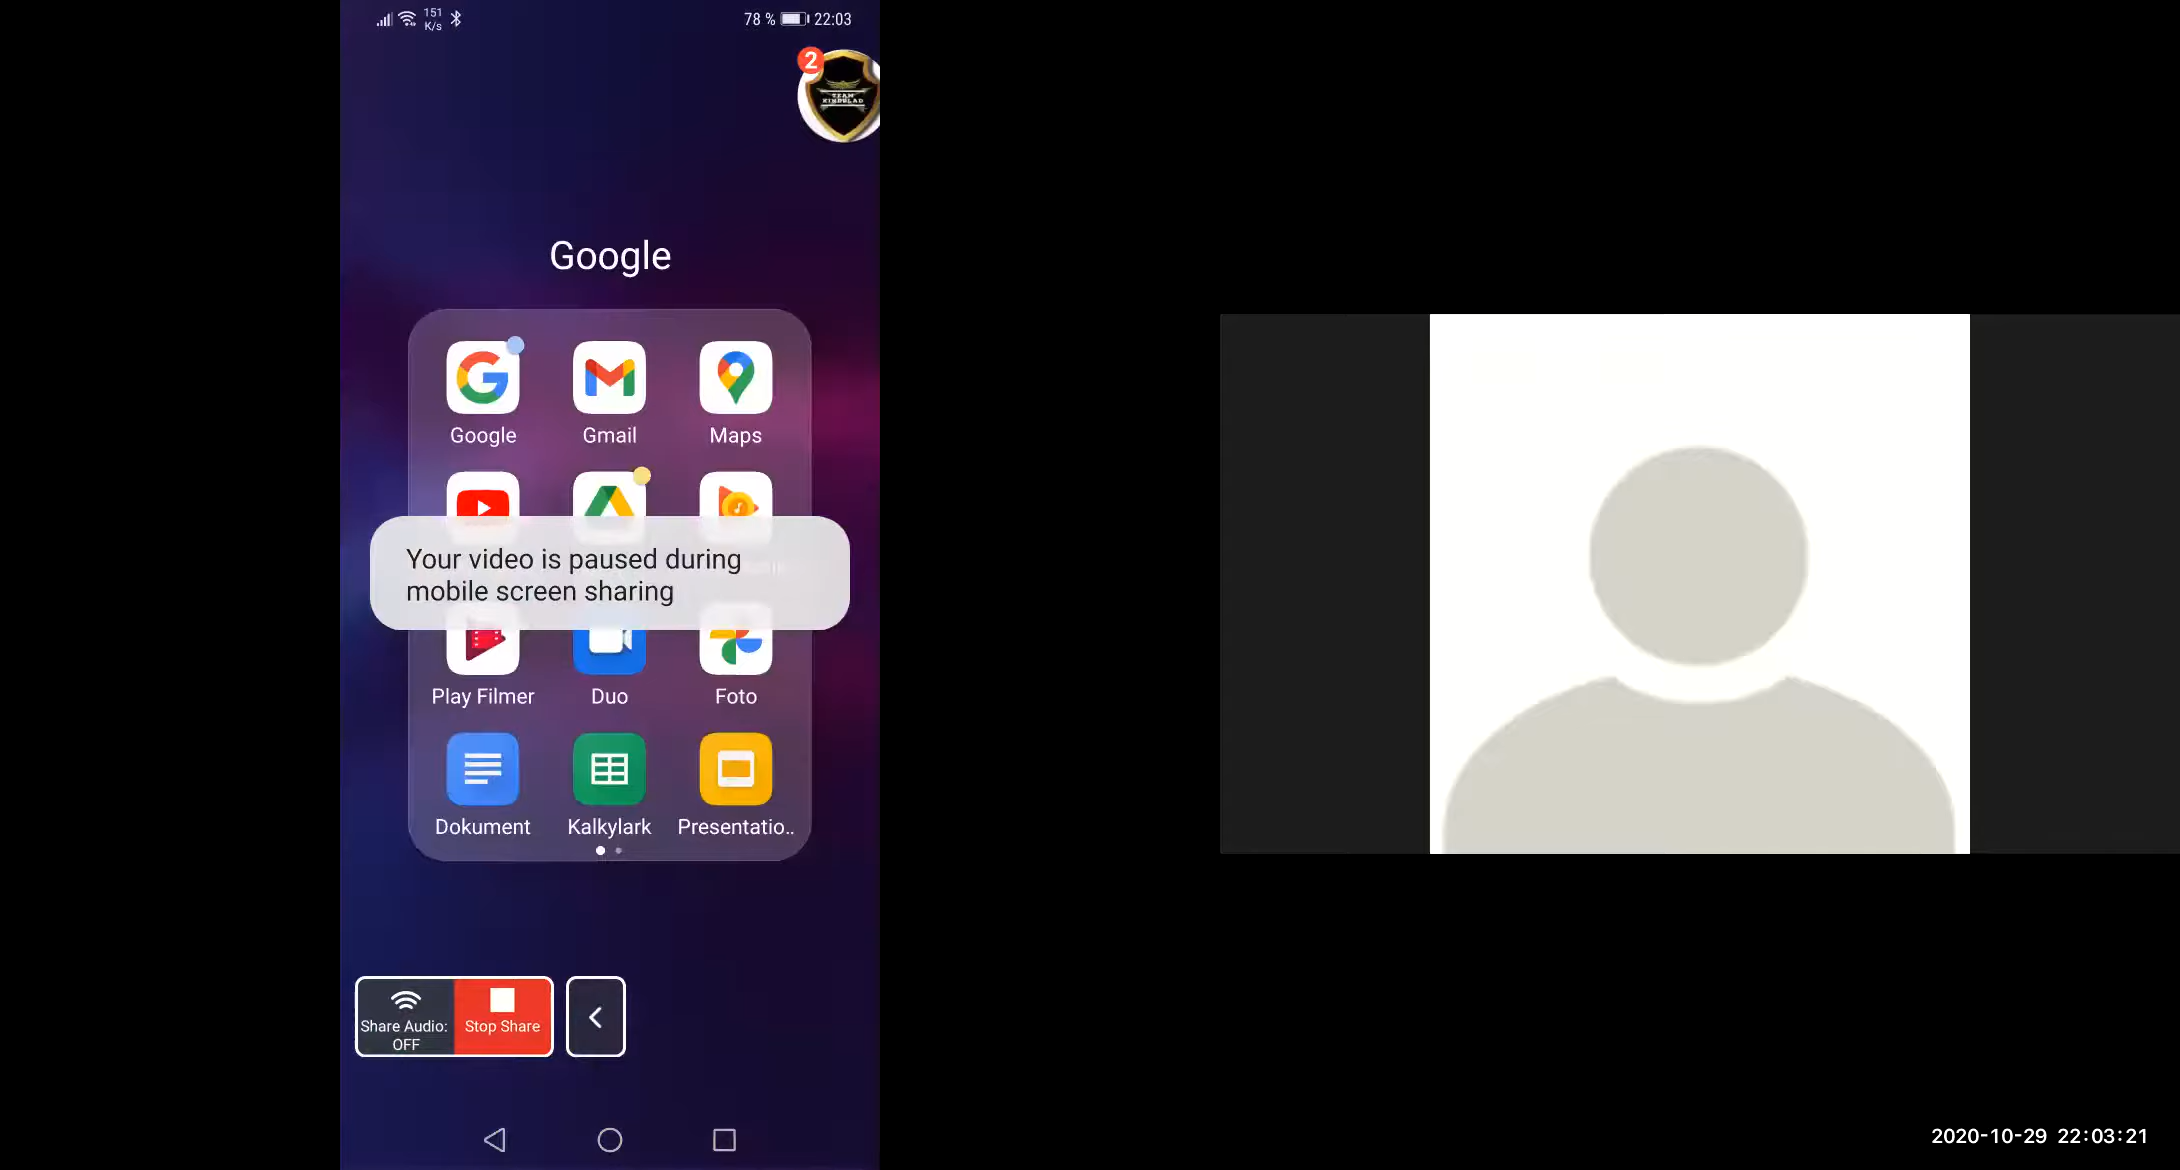 151
K/s
78 % 22:03
2
TEAM
Google
Google Gmail Maps
Your video is paused during
mobile screen sharing
Play Filmer Duo Foto
Dokument Kalkylark Presentatio..
Share Audio:
OFF
Stop Share
2020-10-29 22:03:21